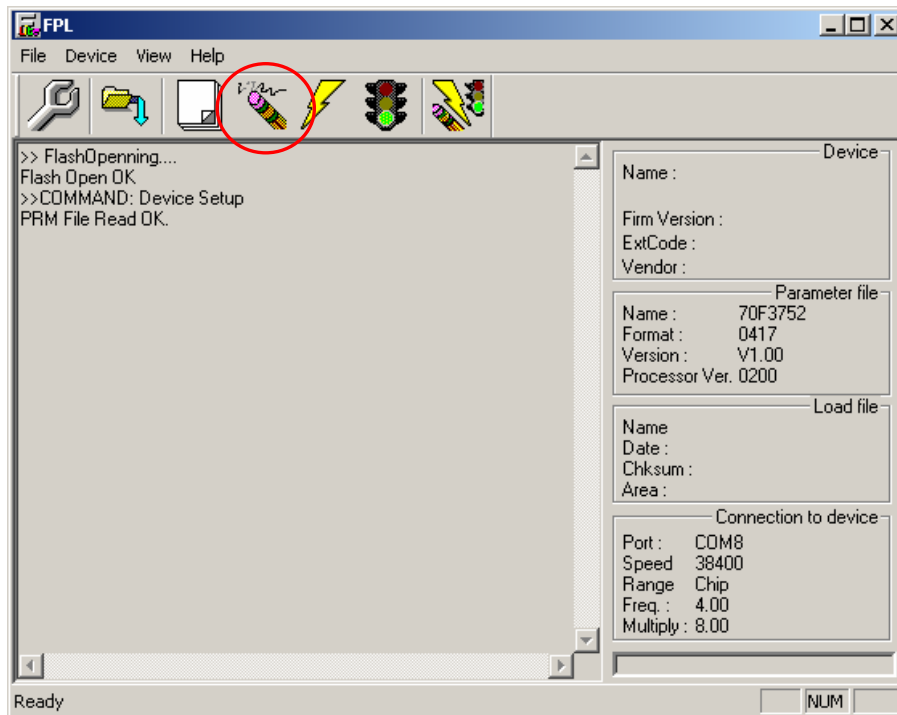 FPL
File Device View Help
>> FlashOpenning....
Flash Open OK
>>COMMAND: Device Setup
PRM File Read OK.
Device
Name :
Firm Version :
ExtCode :
Vendor :
Parameter file
Name : 70F3752
Format : 0417
Version : V1.00
Processor Ver. 0200
Load file
Name
Date :
Chksum :
Area :
Connection to device
Port : COM8
Speed 38400
Range Chip
Freq. : 4.00
Multiply : 8.00
Ready NUM